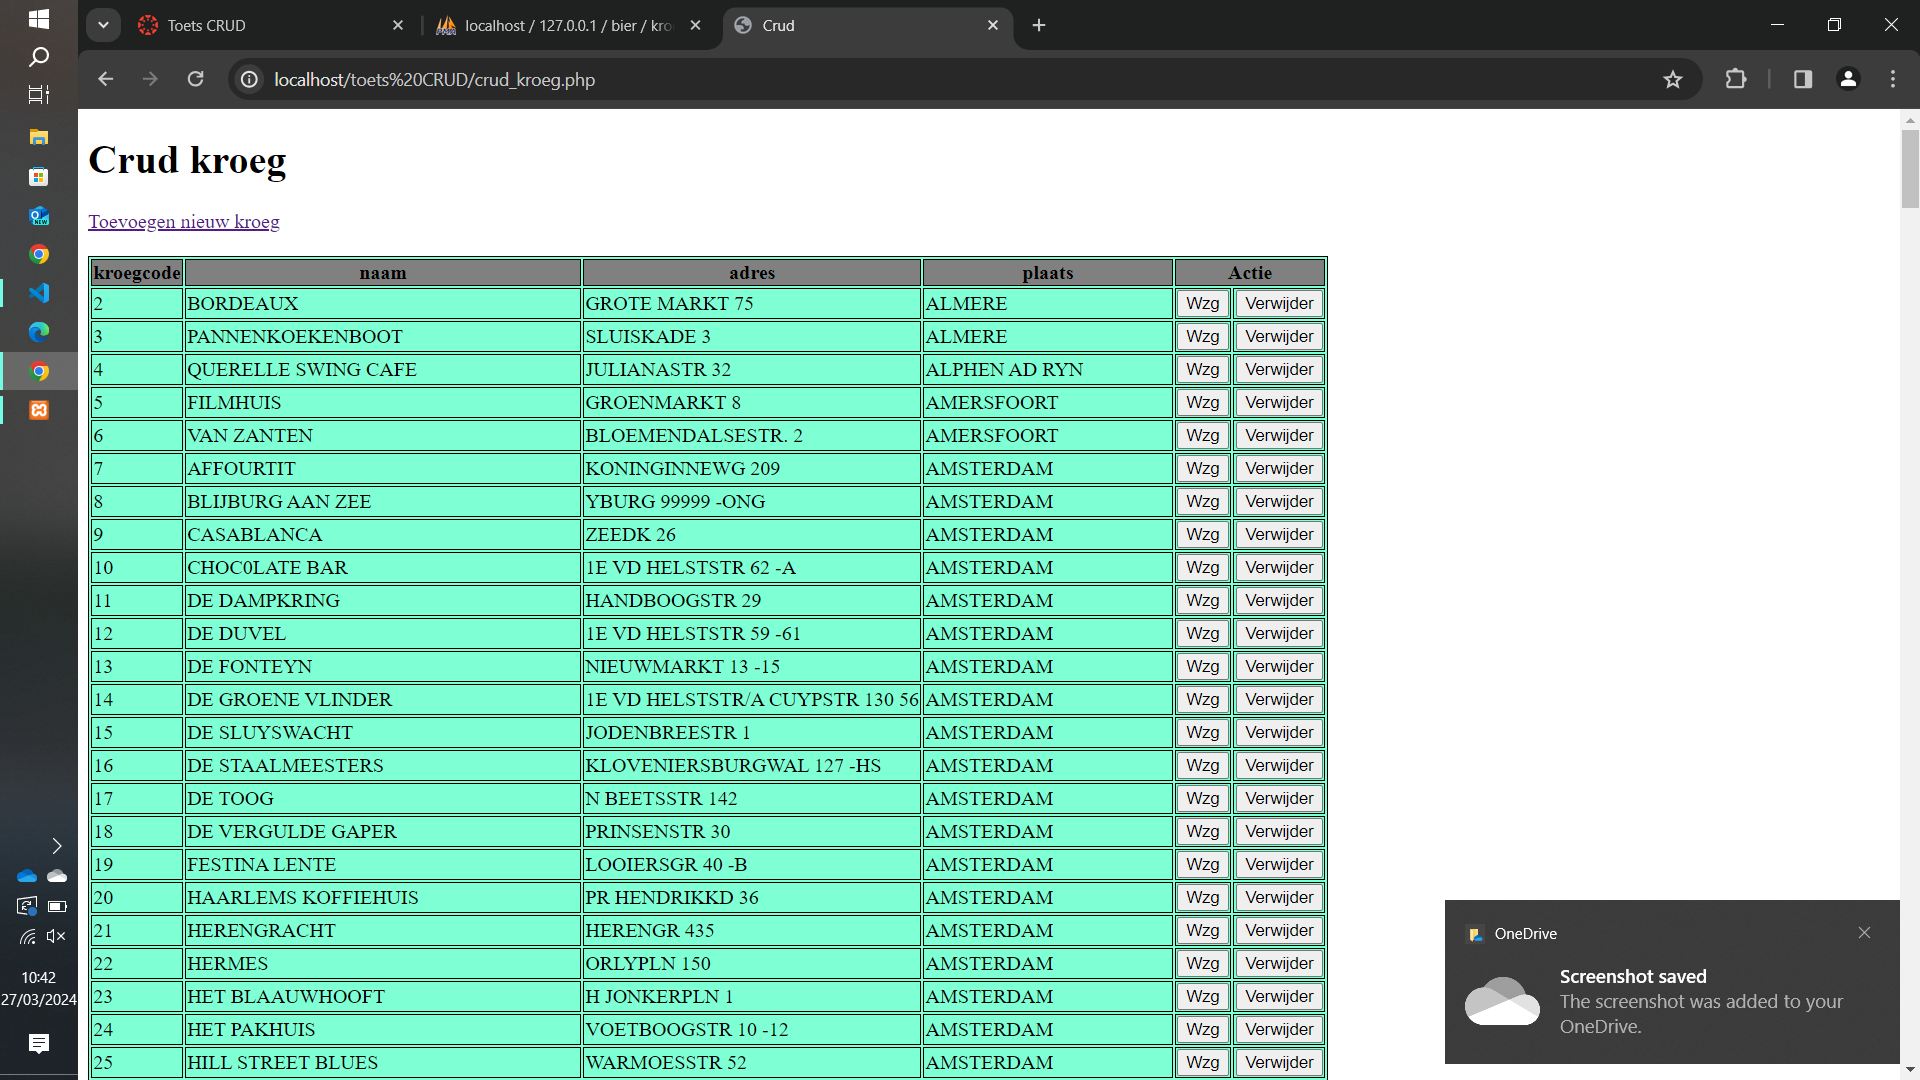 Toets CRUD
localhost / 127.0.0.1 / bier / kro
Crud
localhost/toets%20CRUD/crud_kroeg.php
Crud kroeg
Toevoegen nieuw kroeg
kroegcode naam adres plaats Actie
2 BORDEAUX GROTE MARKT 75 ALMERE Wzg Verwijder
3 PANNENKOEKENBOOT SLUISKADE 3 ALMERE Wzg Verwijder
4 QUERELLE SWING CAFE JULIANASTR 32 ALPHEN AD RYN Wzg Verwijder
5 FILMHUIS GROENMARKT 8 AMERSFOORT Wzg Verwijder
6 VAN ZANTEN BLOEMENDALSESTR. 2 AMERSFOORT Wzg Verwijder
7 AFFOURTIT KONINGINNEWG 209 AMSTERDAM Wzg Verwijder
8 BLIJBURG AAN ZEE YBURG 99999 -ONG AMSTERDAM Wzg Verwijder
9 CASABLANCA ZEEDK 26 AMSTERDAM Wzg Verwijder
10 CHOC0LATE BAR 1E VD HELSTSTR 62 -A AMSTERDAM Wzg Verwijder
11 DE DAMPKRING HANDBOOGSTR 29 AMSTERDAM Wzg Verwijder
12 DE DUVEL 1E VD HELSTSTR 59 -61 AMSTERDAM Wzg Verwijder
13 DE FONTEYN NIEUWMARKT 13 -15 AMSTERDAM Wzg Verwijder
14 DE GROENE VLINDER 1E VD HELSTSTR/A CUYPSTR 130 56 AMSTERDAM Wzg Verwijder
15 DE SLUYSWACHT JODENBREESTR 1 AMSTERDAM Wzg Verwijder
16 DE STAALMEESTERS KLOVENIERSBURGWAL 127 -HS AMSTERDAM Wzg Verwijder
17 DE TOOG N BEETSSTR 142 AMSTERDAM Wzg Verwijder
18 DE VERGULDE GAPER PRINSENSTR 30 AMSTERDAM Wzg Verwijder
19 FESTINA LENTE LOOIERSGR 40 -B AMSTERDAM Wzg Verwijder
20 HAARLEMS KOFFIEHUIS PR HENDRIKKD 36 AMSTERDAM Wzg Verwijder
21 HERENGRACHT HERENGR 435 AMSTERDAM Wzg Verwijder
22 HERMES ORLYPLN 150 AMSTERDAM Wzg Verwijder
23 HET BLAAUWHOOFT H JONKERPLN 1 AMSTERDAM Wzg Verwijder
24 HET PAKHUIS VOETBOOGSTR 10 -12 AMSTERDAM Wzg Verwijder
25 HILL STREET BLUES WARMOESSTR 52 AMSTERDAM Wzg Verwijder
OneDrive
Screenshot saved
The screenshot was added to your
OneDrive.
10:42
27/03/2024